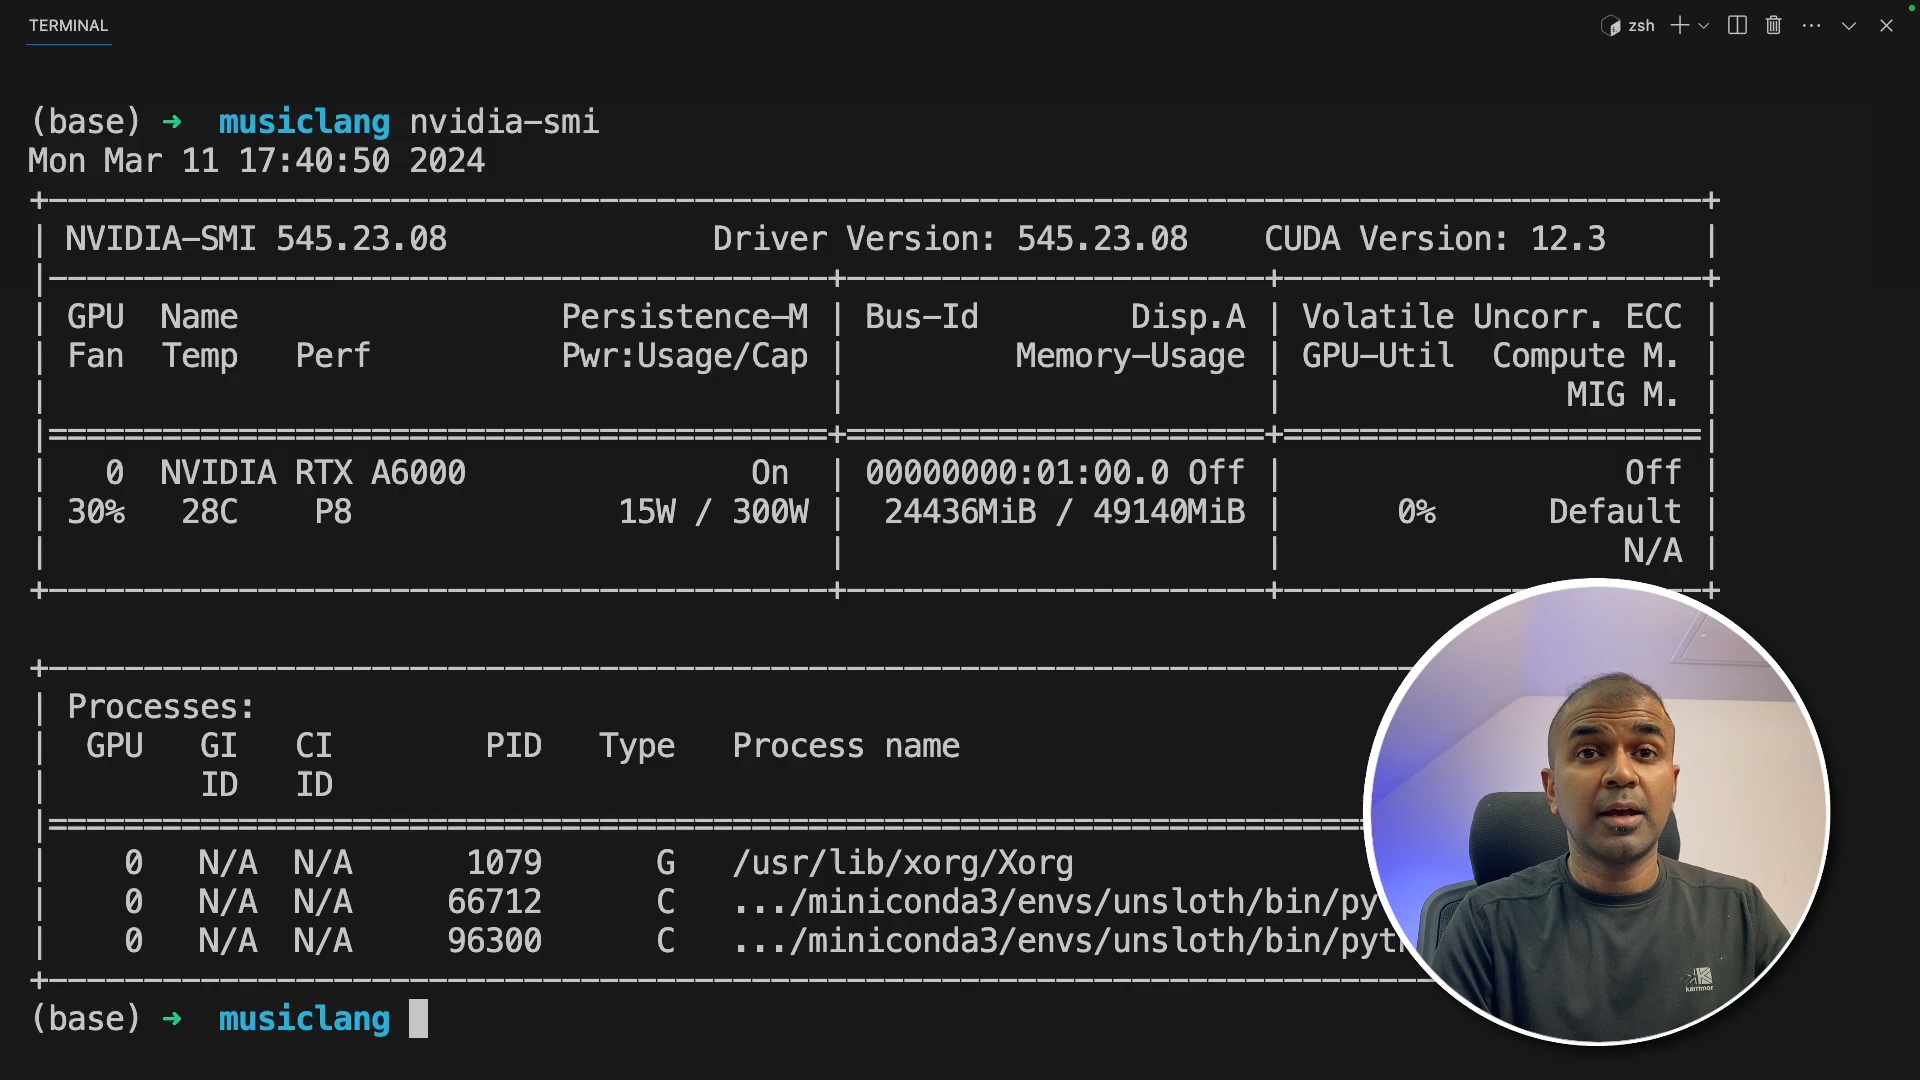 TERMINAL
zsh
(base) ➜ musiclang nvidia-smi
Mon Mar 11 17:40:50 2024
NVIDIA-SMI 545.23.08 Driver Version: 545.23.08 CUDA Version: 12.3
GPU Name Persistence-M | Bus-Id Disp.A | Volatile Uncorr. ECC
Fan Temp Perf Pwr:Usage/Cap | Memory-Usage | GPU-Util Compute M.
MIG M.
0 NVIDIA RTX A6000 On | 00000000:01:00.0 Off | Off
30% 28C P8 15W / 300W | 24436MiB / 49140MiB | 0% Default
N/A
Processes:
GPU GI CI PID Type Process name
ID ID
0 N/A N/A 1079 G /usr/lib/xorg/Xorg
0 N/A N/A 66712 C .../miniconda3/envs/unsloth/bin/py
0 N/A N/A 96300 C .../miniconda3/envs/unsloth/bin/pyt
(base) ➜ musiclang
karrimor